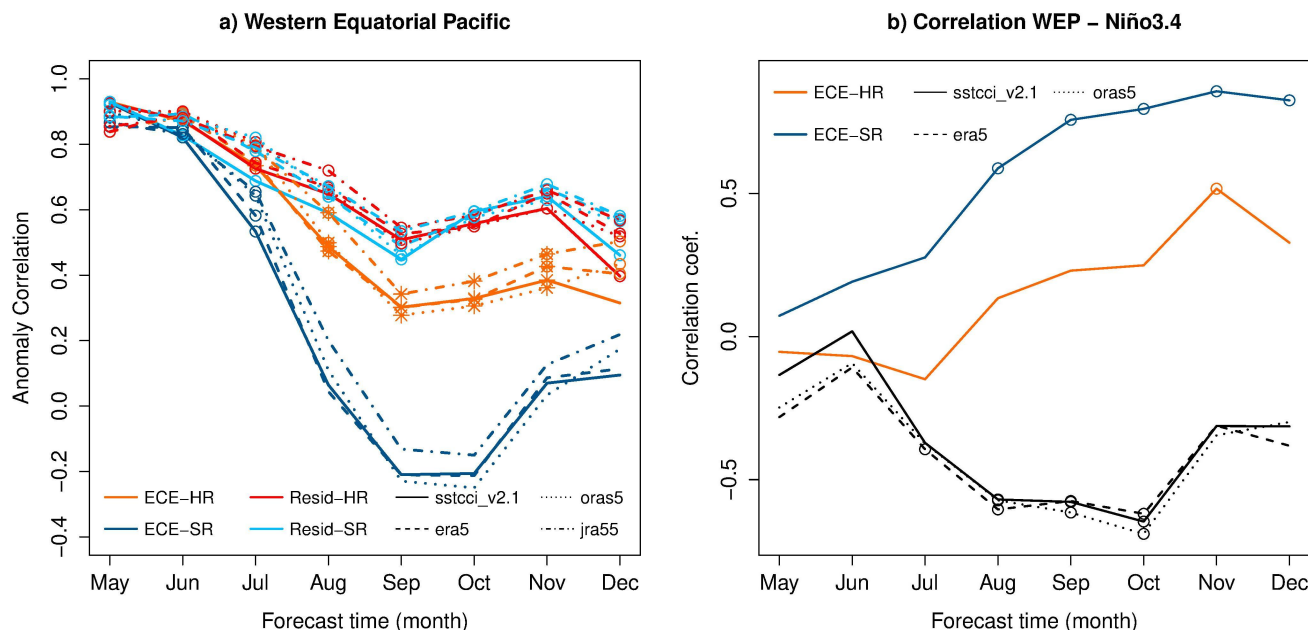 a) Western Equatorial Pacific
Anomaly Correlation
1.0
0.8
0.6
0.4
0.2
0.0
−0.2
−0.4
ECE−HR Resid−HR sstcci_v2.1 oras5
ECE−SR Resid−SR era5 jra55
May Jun Jul Aug Sep Oct Nov Dec
Forecast time (month)
b) Correlation WEP − Niño3.4
Correlation coef.
0.5
0.0
−0.5
ECE−HR sstcci_v2.1 oras5
ECE−SR era5
May Jun Jul Aug Sep Oct Nov Dec
Forecast time (month)